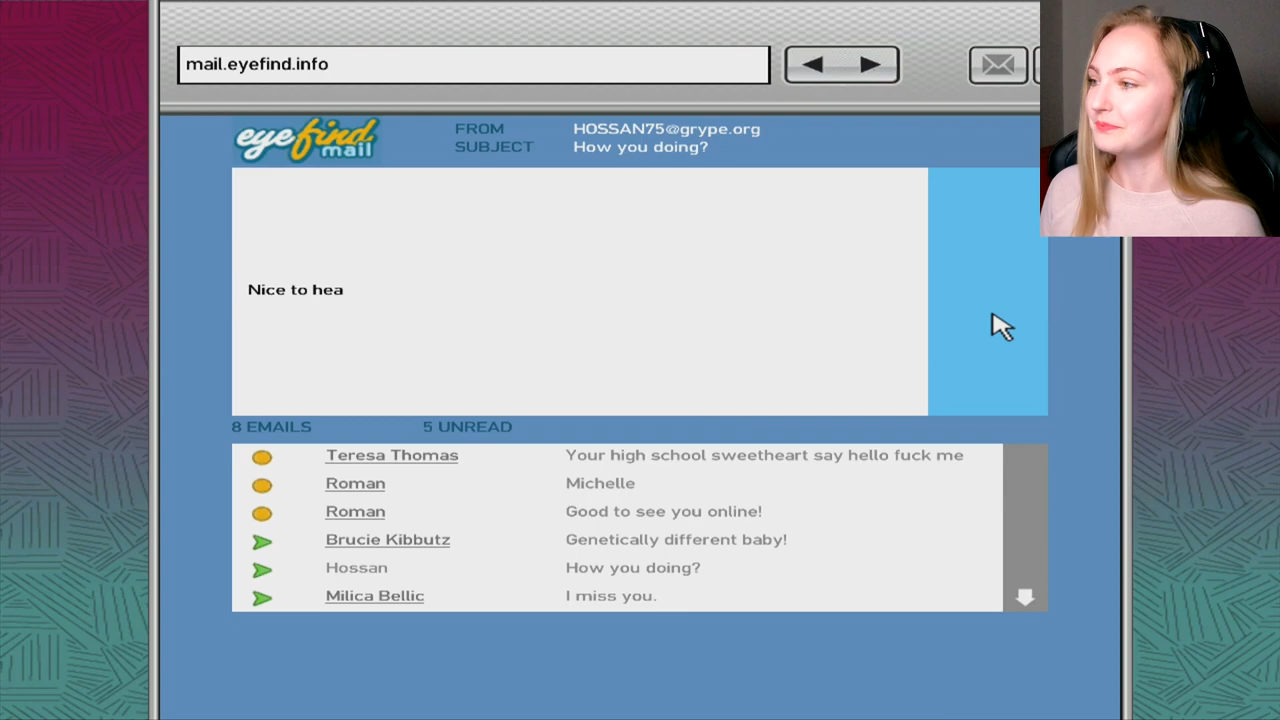 mail.eyefind.info
eyefind mail
FROM HOSSAN75@grype.org
SUBJECT How you doing?
Nice to hea
8 EMAILS 5 UNREAD
Teresa Thomas Your high school sweetheart say hello fuck me
Roman Michelle
Roman Good to see you online!
Brucie Kibbutz Genetically different baby!
Hossan How you doing?
Milica Bellic I miss you.